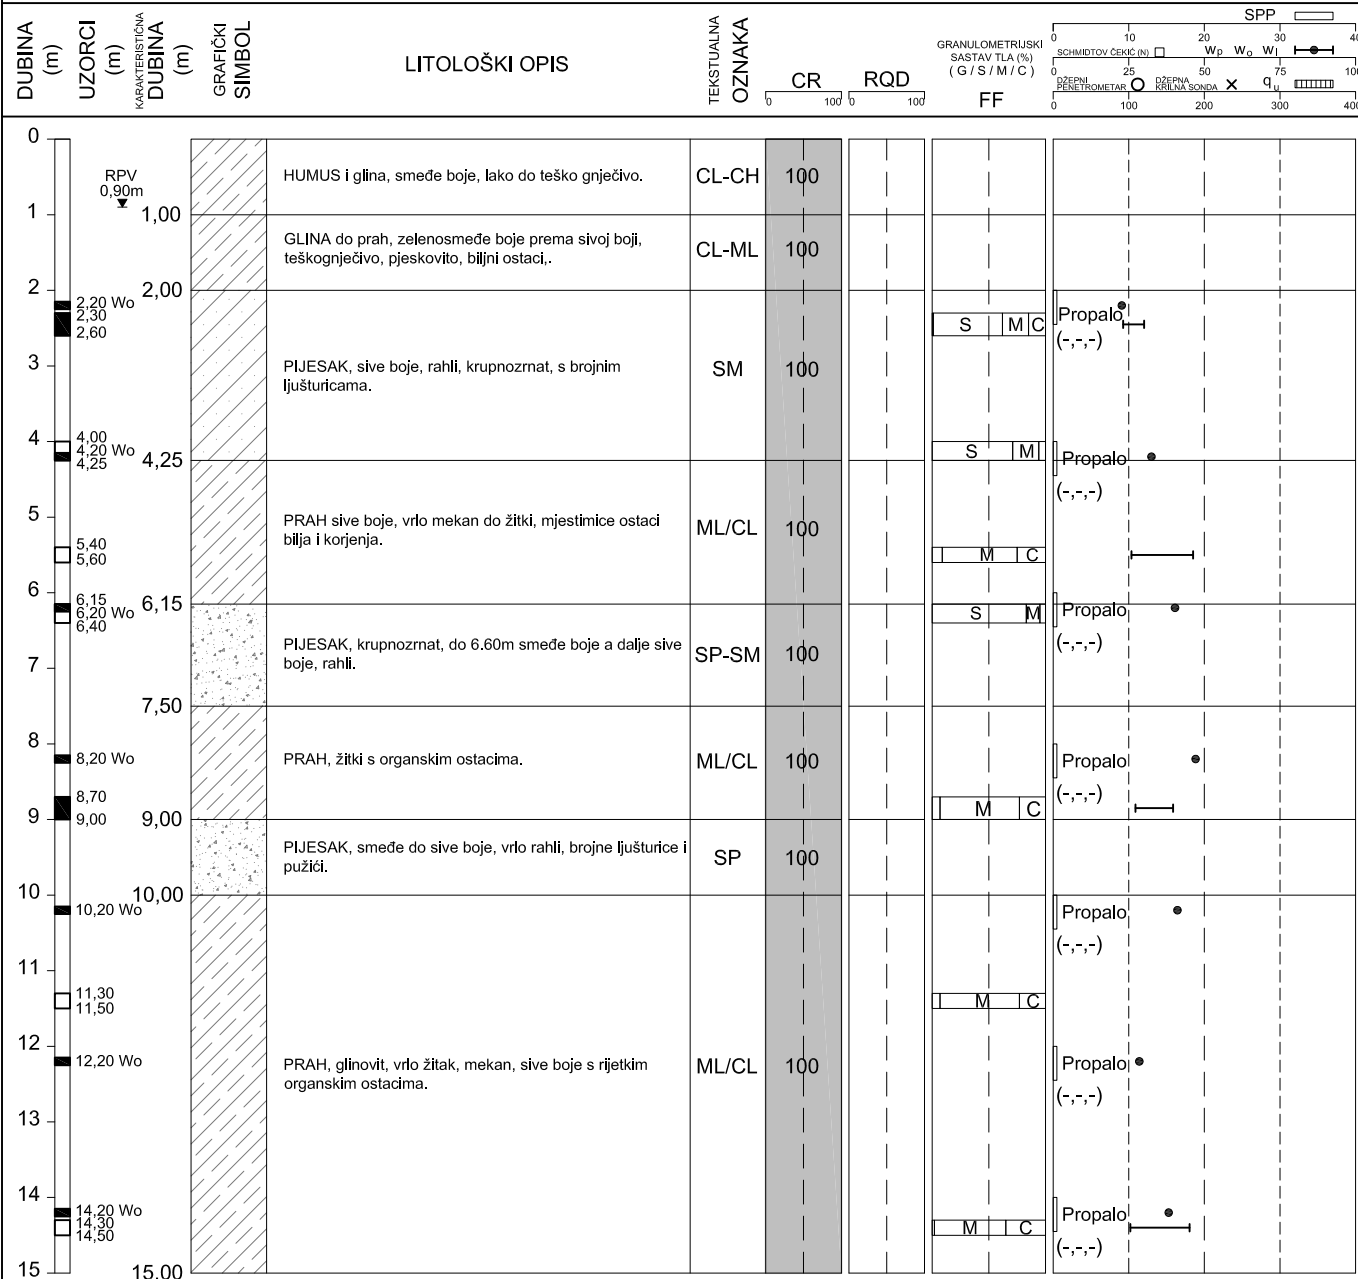 DUBINA
(m)
UZORCI
(m)
KARAKTERISTIČNA
DUBINA
(m)
GRAFIČKI
SIMBOL
LITOLOŠKI OPIS
TEKSTUALNA
OZNAKA
CR
0 100
RQD
0 100
GRANULOMETRIJSKI
SASTAV TLA (%)
( G / S / M / C )
FF
SPP
0 10 20 30 40
SCHMIDTOV ČEKIĆ (N) Wp Wo Wl
0 25 50 75 100
DŽEPNI
PENETROMETAR
DŽEPNA
KRILNA SONDA
qu
0 100 200 300 400
0
RPV
0,90m
HUMUS i glina, smeđe boje, lako do teško gnječivo.
CL-CH
100
1
1,00
GLINA do prah, zelenosmeđe boje prema sivoj boji,
teškognječivo, pjeskovito, biljni ostaci,.
CL-ML
100
2
2,00
2,20 Wo
2,30
2,60
PIJESAK, sive boje, rahli, krupnozrnat, s brojnim
ljušturicama.
SM
100
S M C
Propalo
(-,-,-)
3
4
4,00
4,20 Wo
4,25
4,25
S M
Propalo
(-,-,-)
5
5,40
5,60
PRAH sive boje, vrlo mekan do žitki, mjestimice ostaci
bilja i korjenja.
ML/CL
100
M C
6
6,15
6,20 Wo
6,40
6,15
S M
Propalo
(-,-,-)
PIJESAK, krupnozrnat, do 6.60m smeđe boje a dalje sive
boje, rahli.
SP-SM
100
7
7,50
8
8,20 Wo
PRAH, žitki s organskim ostacima.
ML/CL
100
Propalo
(-,-,-)
8,70
9,00
M C
9
9,00
PIJESAK, smeđe do sive boje, vrlo rahli, brojne ljušturice i
pužići.
SP
100
10
10,00
10,20 Wo
Propalo
(-,-,-)
11
11,30
11,50
M C
12
12,20 Wo
PRAH, glinovit, vrlo žitak, mekan, sive boje s rijetkim
organskim ostacima.
ML/CL
100
Propalo
(-,-,-)
13
14
14,20 Wo
14,30
14,50
M C
Propalo
(-,-,-)
15
15,00